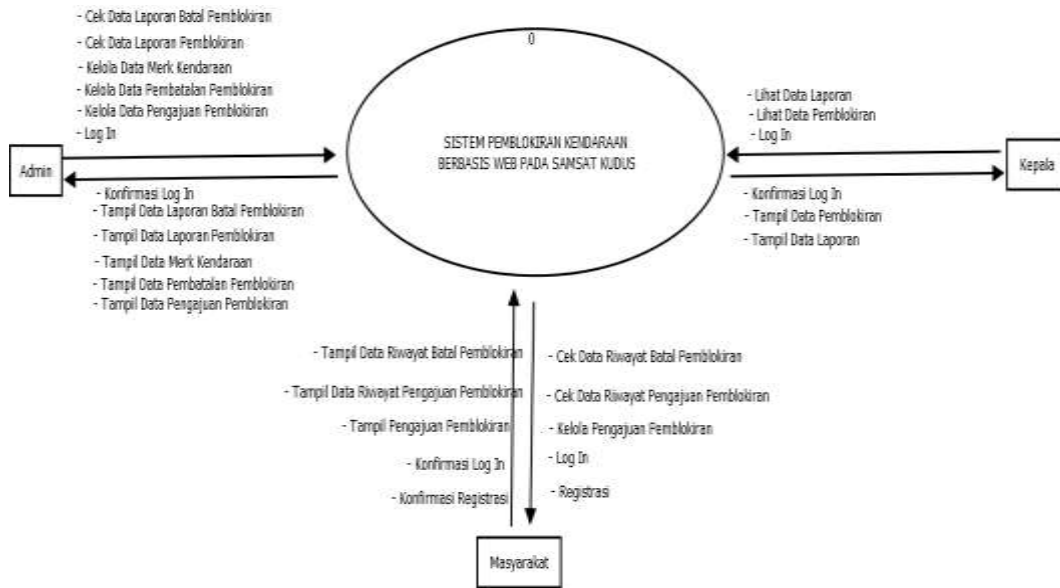 - Cek Data Laporan Batal Pemblokiran
- Cek Data Laporan Pemblokiran
- Kelola Data Merk Kendaraan
- Kelola Data Pembatalan Pemblokiran
- Kelola Data Pengajuan Pemblokiran
- Log In
Admin
- Konfirmasi Log In
- Tampil Data Laporan Batal Pemblokiran
- Tampil Data Laporan Pemblokiran
- Tampil Data Merk Kendaraan
- Tampil Data Pembatalan Pemblokiran
- Tampil Data Pengajuan Pemblokiran
0
SISTEM PEMBLOKIRAN KENDARAAN
BERBASIS WEB PADA SAMSAT KUDUS
- Lihat Data Laporan
- Lihat Data Pemblokiran
- Log In
Kepala
- Konfirmasi Log In
- Tampil Data Pemblokiran
- Tampil Data Laporan
- Tampil Data Riwayat Batal Pemblokiran
- Tampil Data Riwayat Pengajuan Pemblokiran
- Tampil Pengajuan Pemblokiran
- Konfirmasi Log In
- Konfirmasi Registrasi
- Cek Data Riwayat Batal Pemblokiran
- Cek Data Riwayat Pengajuan Pemblokiran
- Kelola Pengajuan Pemblokiran
- Log In
- Registrasi
Masyarakat